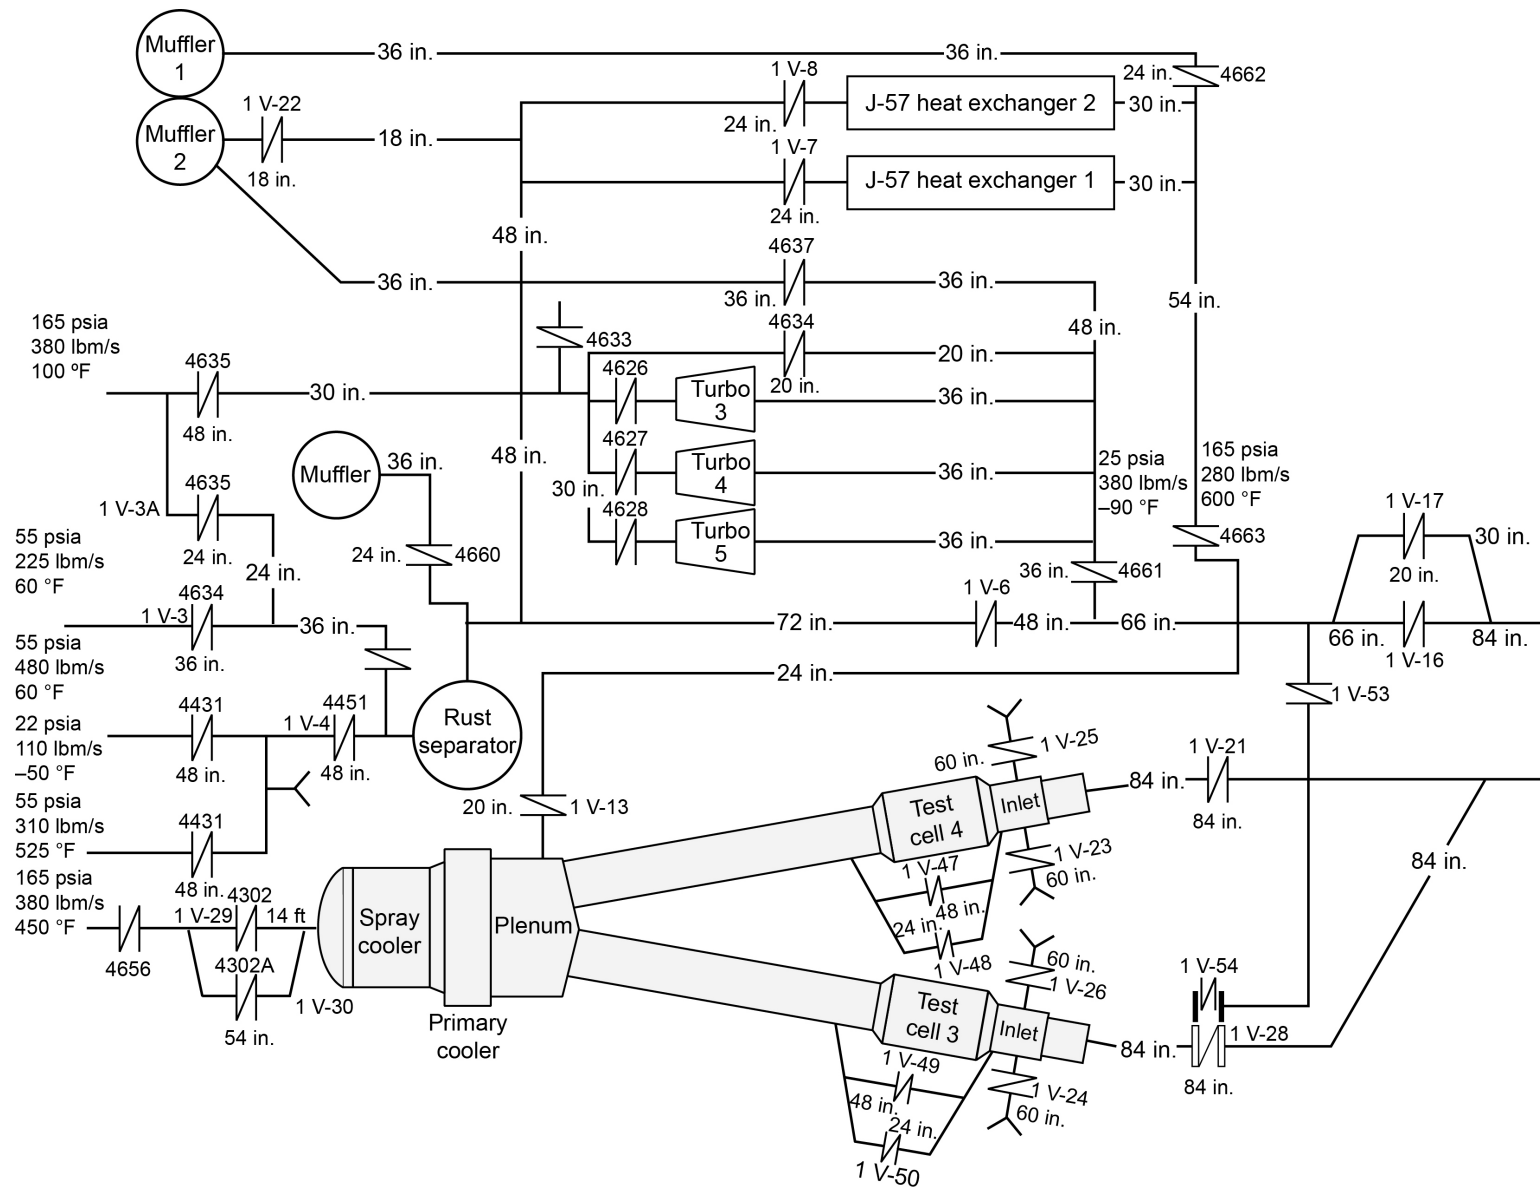 Muffler
1
36 in.
36 in.
24 in.
4662
1 V-8
J-57 heat exchanger 2
30 in.
24 in.
1 V-22
Muffler
2
18 in.
18 in.
1 V-7
J-57 heat exchanger 1
30 in.
24 in.
48 in.
4637
36 in.
36 in.
36 in.
54 in.
165 psia
380 lbm/s
100 ºF
4635
30 in.
48 in.
4633
4634
20 in.
20 in.
48 in.
4626
Turbo
3
36 in.
4627
Turbo
4
36 in.
30 in.
4628
Turbo
5
36 in.
25 psia
380 lbm/s
–90 °F
165 psia
280 lbm/s
600 °F
Muffler
36 in.
48 in.
4635
1 V-3A
24 in.
24 in.
24 in.
4660
36 in.
4661
4663
1 V-17
30 in.
20 in.
55 psia
225 lbm/s
60 °F
4634
1 V-3
36 in.
36 in.
72 in.
1 V-6
48 in.
66 in.
66 in.
84 in.
1 V-16
55 psia
480 lbm/s
60 °F
24 in.
1 V-53
22 psia
110 lbm/s
–50 °F
4431
48 in.
1 V-4
4451
48 in.
Rust
separator
55 psia
310 lbm/s
525 °F
4431
48 in.
20 in.
1 V-13
60 in.
1 V-25
Test
cell 4
Inlet
84 in.
1 V-21
84 in.
1 V-23
60 in.
1 V-47
48 in.
24 in.
1 V-48
84 in.
165 psia
380 lbm/s
450 °F
4656
1 V-29
4302
14 ft
4302A
1 V-30
54 in.
Spray
cooler
Plenum
Primary
cooler
60 in.
1 V-26
Test
cell 3
Inlet
84 in.
1 V-54
1 V-28
84 in.
1 V-24
60 in.
1 V-49
48 in.
24 in.
1 V-50